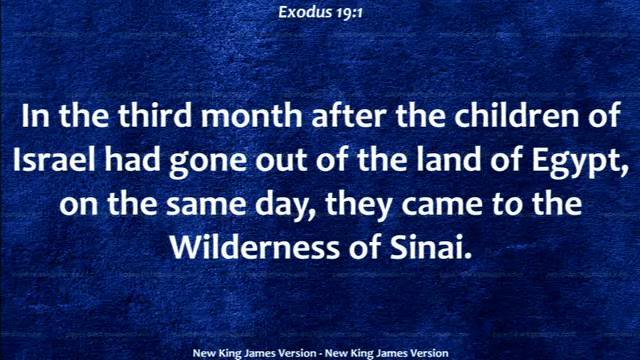 Exodus 19:1
In the third month after the children of
Israel had gone out of the land of Egypt,
on the same day, they came to the
Wilderness of Sinai.
New King James Version - New King James Version